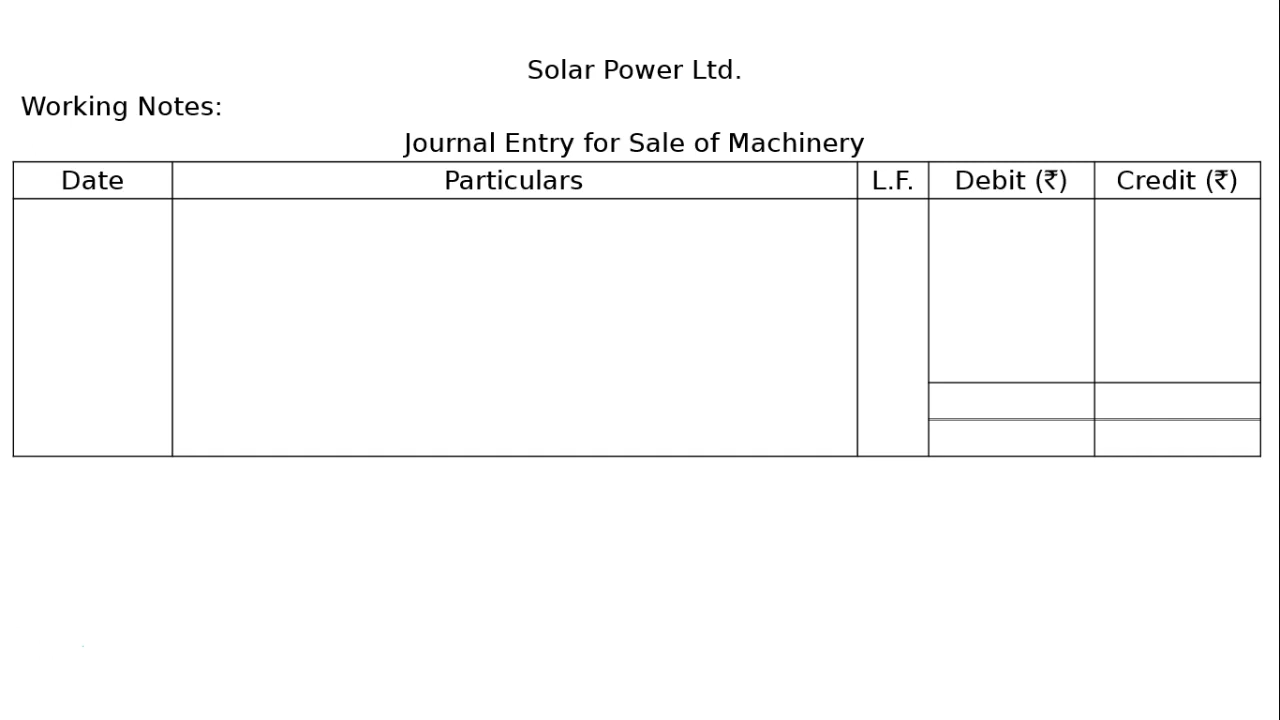 Solar Power Ltd.
Working Notes:
Journal Entry for Sale of Machinery
Date Particulars L.F. Debit (₹) Credit (₹)